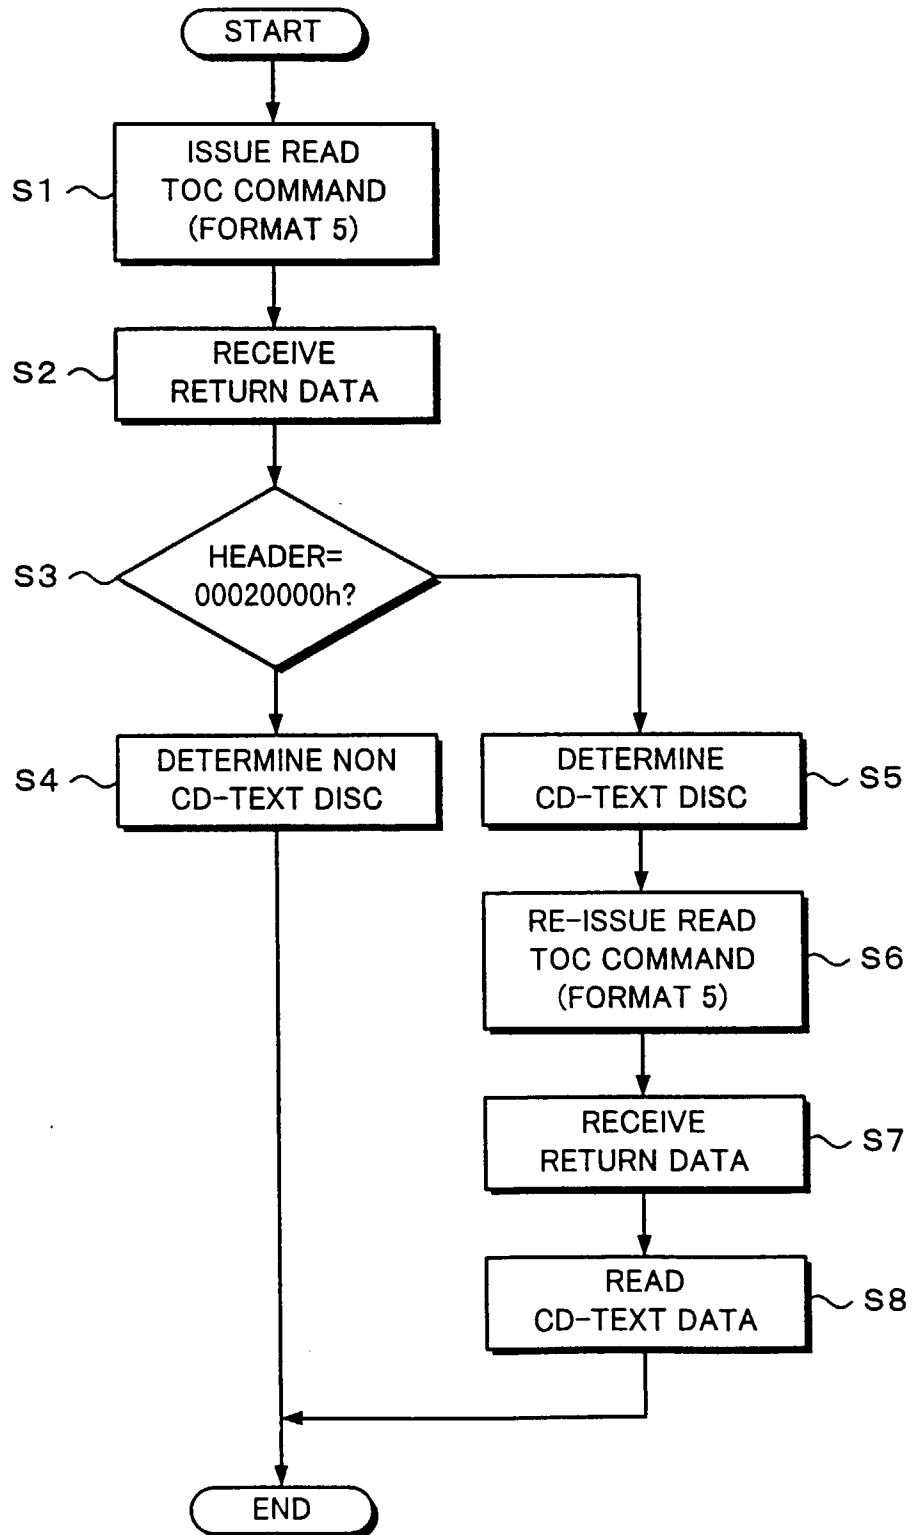 START
S1
ISSUE READ
TOC COMMAND
(FORMAT 5)
S2
RECEIVE
RETURN DATA
S3
HEADER=
00020000h?
S4
DETERMINE NON
CD-TEXT DISC
DETERMINE
CD-TEXT DISC
S5
RE-ISSUE READ
TOC COMMAND
(FORMAT 5)
S6
RECEIVE
RETURN DATA
S7
READ
CD-TEXT DATA
S8
END